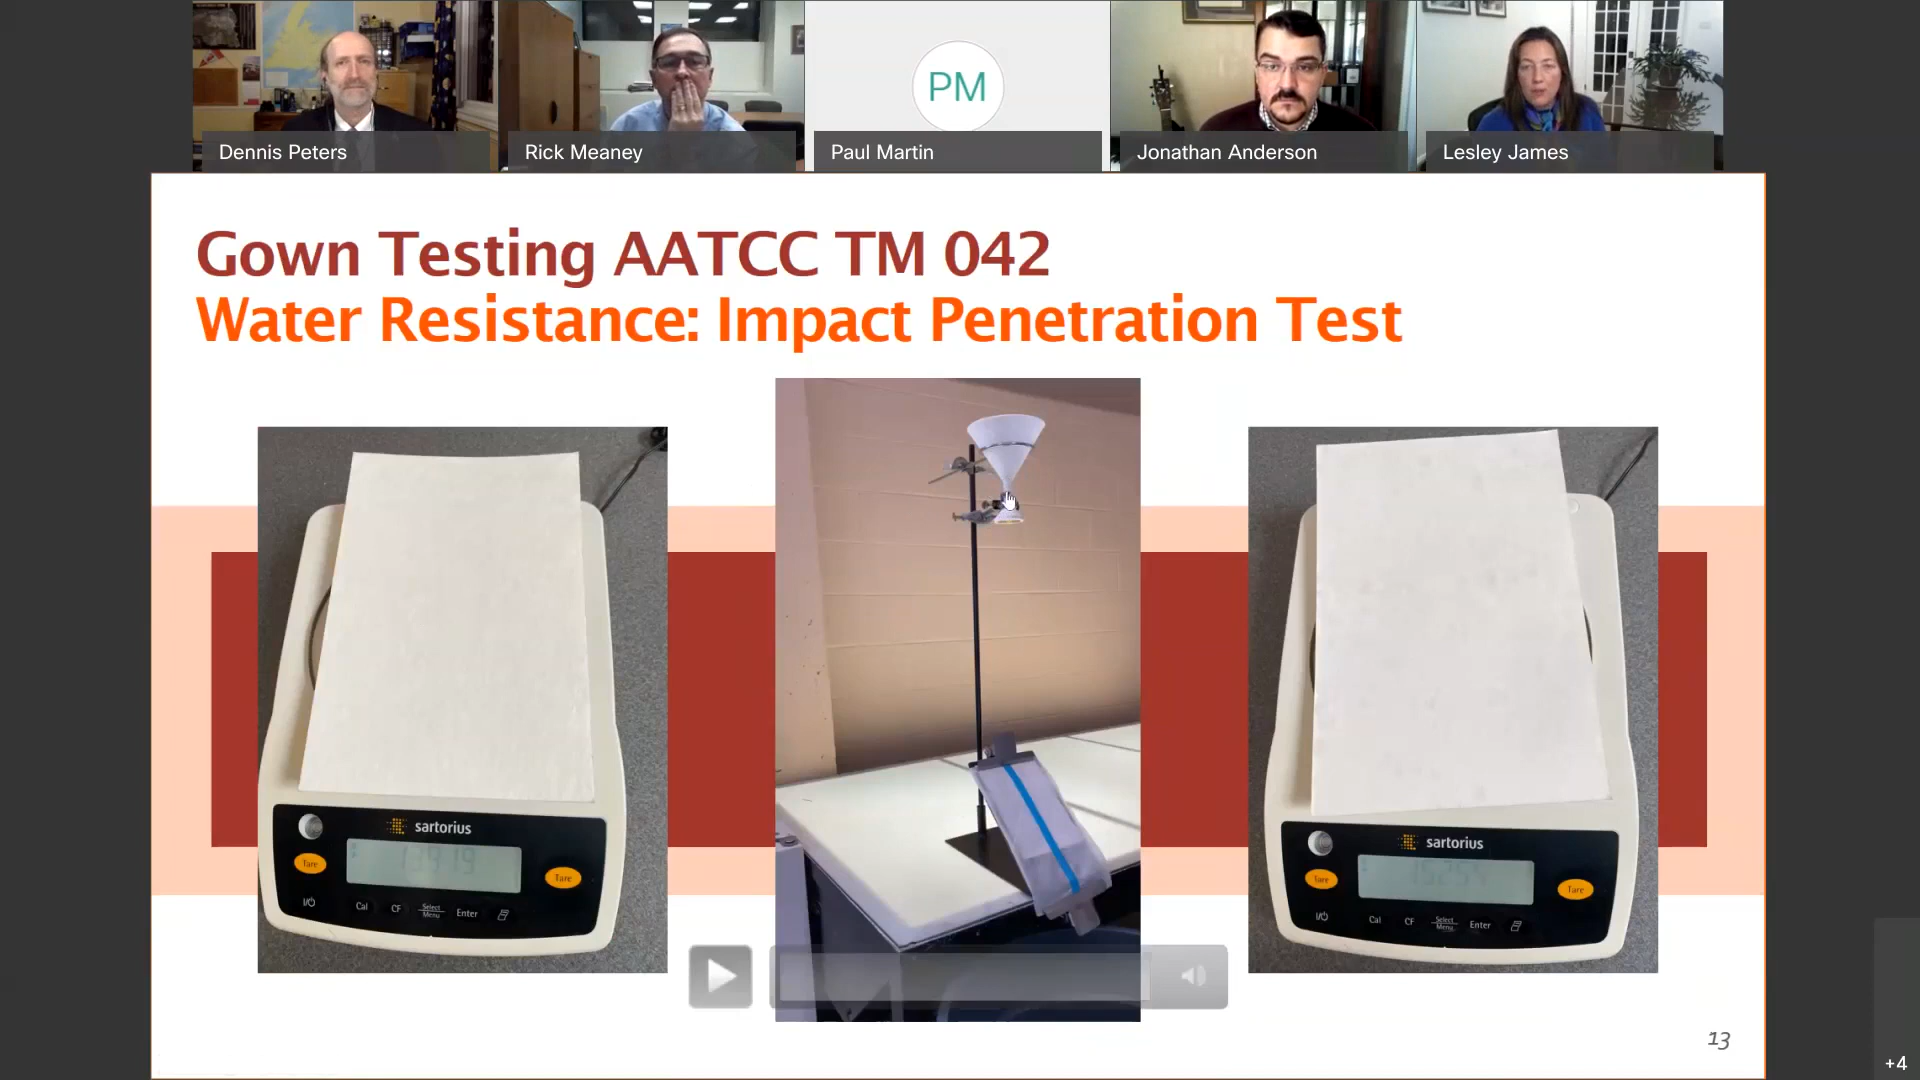 PM
Dennis Peters
Rick Meaney
Paul Martin
Jonathan Anderson
Lesley James
Gown Testing AATCC TM 042
Water Resistance: Impact Penetration Test
sartorius
Tare
Tare
I/⏻
Cal
CF
Select
Menu
Enter
sartorius
Tare
Tare
I/⏻
Cal
CF
Select
Menu
Enter
13
+4